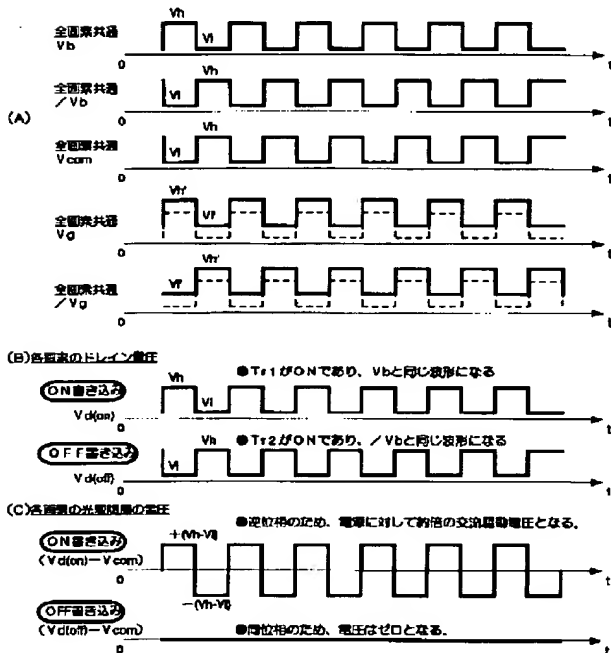 全画素共通 Vh
Vb Vl
0 t
全画素共通 Vh
/Vb Vl
0 t
(A)
全画素共通 Vh
Vcom Vl
0 t
全画素共通 Vh'
Vg Vl'
0 t
全画素共通 Vh'
/Vg Vl'
0 t
(B)各画素のドレイン電圧
ON書き込み Vh ●Tr1がONであり、Vbと同じ波形になる
Vd(on) Vl
0 t
OFF書き込み Vh ●Tr2がONであり、/Vbと同じ波形になる
Vd(off) Vl
0 t
(C)各画素の光変調層の電圧
ON書き込み +(Vh-Vl) ●逆位相のため、電源に対して約倍の交流駆動電圧となる。
(Vd(on)-Vcom)
0 t
-(Vh-Vl)
OFF書き込み
(Vd(off)-Vcom) ●同位相のため、電圧はゼロとなる。
0 t